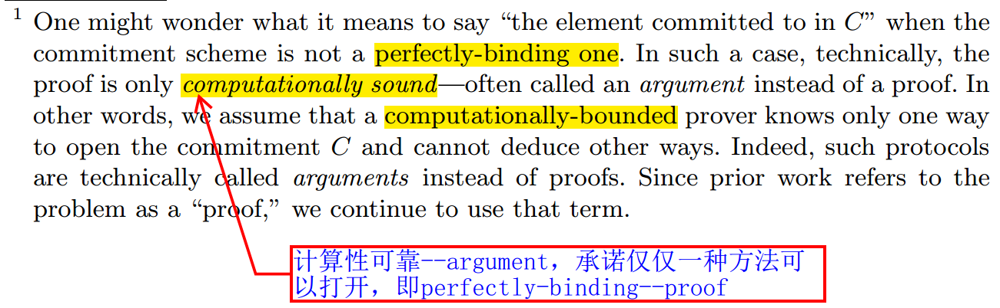 1 One might wonder what it means to say “the element committed to in C” when the
commitment scheme is not a perfectly-binding one. In such a case, technically, the
proof is only computationally sound—often called an argument instead of a proof. In
other words, we assume that a computationally-bounded prover knows only one way
to open the commitment C and cannot deduce other ways. Indeed, such protocols
are technically called arguments instead of proofs. Since prior work refers to the
problem as a “proof,” we continue to use that term.
计算性可靠--argument，承诺仅仅一种方法可
以打开，即perfectly-binding--proof